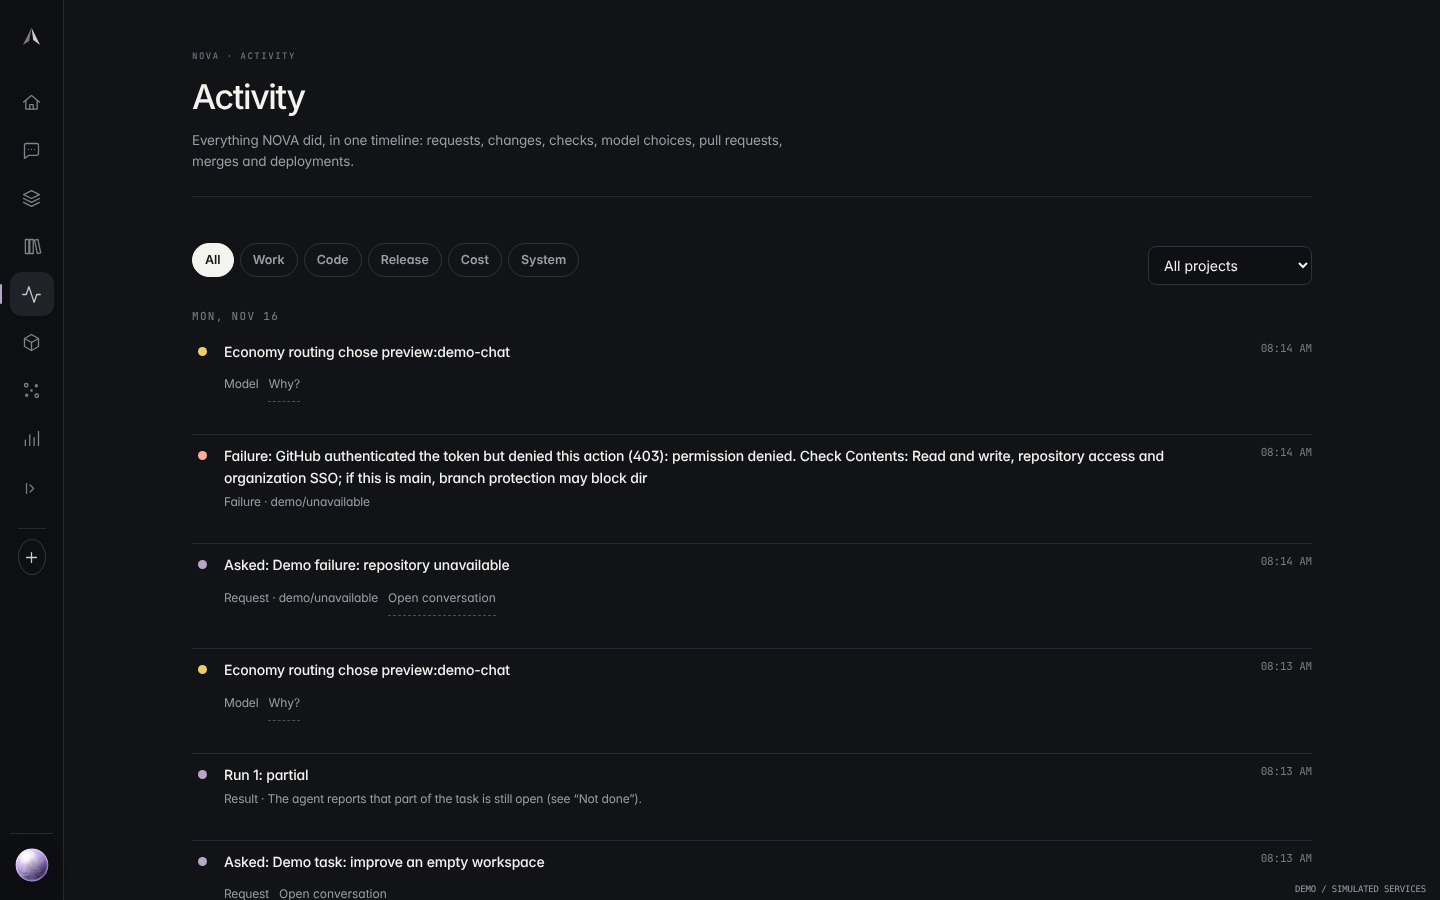 NOVA · ACTIVITY
Activity
Everything NOVA did, in one timeline: requests, changes, checks, model choices, pull requests,
merges and deployments.
All Work Code Release Cost System All projects
MON, NOV 16
Economy routing chose preview:demo-chat 08:14 AM
Model Why?
Failure: GitHub authenticated the token but denied this action (403): permission denied. Check Contents: Read and write, repository access and 08:14 AM
organization SSO; if this is main, branch protection may block dir
Failure · demo/unavailable
Asked: Demo failure: repository unavailable 08:14 AM
Request · demo/unavailable Open conversation
Economy routing chose preview:demo-chat 08:13 AM
Model Why?
Run 1: partial 08:13 AM
Result · The agent reports that part of the task is still open (see “Not done”).
Asked: Demo task: improve an empty workspace 08:13 AM
Request Open conversation
DEMO / SIMULATED SERVICES